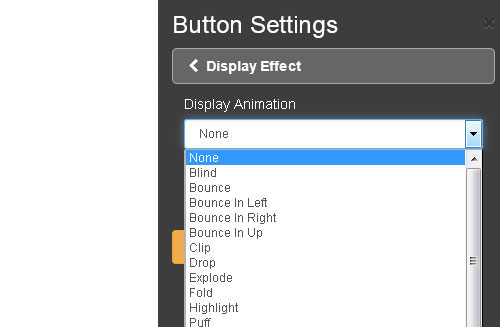 Button Settings
Display Effect
Display Animation
None
None
Blind
Bounce
Bounce In Left
Bounce In Right
Bounce In Up
Clip
Drop
Explode
Fold
Highlight
Puff